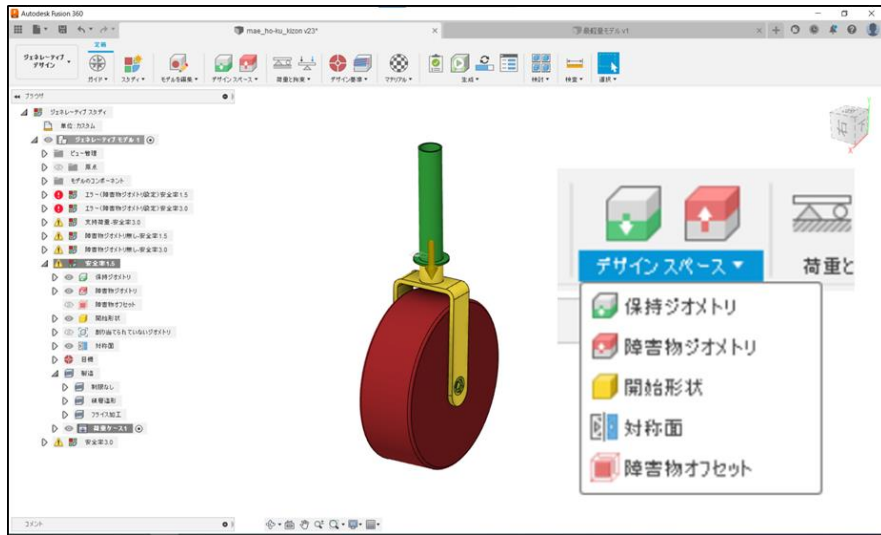 Autodesk Fusion 360
mae_ho-ku_kizon v23*
ジェネレーティブ
デザイン
定義
ガイド
スタディ
モデルを編集
デザイン スペース
荷重と拘束
デザイン基準
マテリアル
生成
検討
検査
選択
ブラウザ
ジェネレーティブ スタディ
単位: カスタム
ジェネレーティブ モデル 1
ビュー管理
原点
モデルのコンポーネント
エラー(障害物ジオメトリ設定)安全率1.5
エラー(障害物ジオメトリ設定)安全率3.0
支持荷重-安全率3.0
障害物ジオメトリ無し-安全率1.5
障害物ジオメトリ無し-安全率3.0
安全率1.5
保持ジオメトリ
障害物ジオメトリ
障害物オフセット
開始形状
割り当てられていないジオメトリ
対称面
目標
製造
制限なし
積層造形
フライス加工
荷重ケース1
安全率3.0
デザイン スペース
荷重と
保持ジオメトリ
障害物ジオメトリ
開始形状
対称面
障害物オフセット
コメント